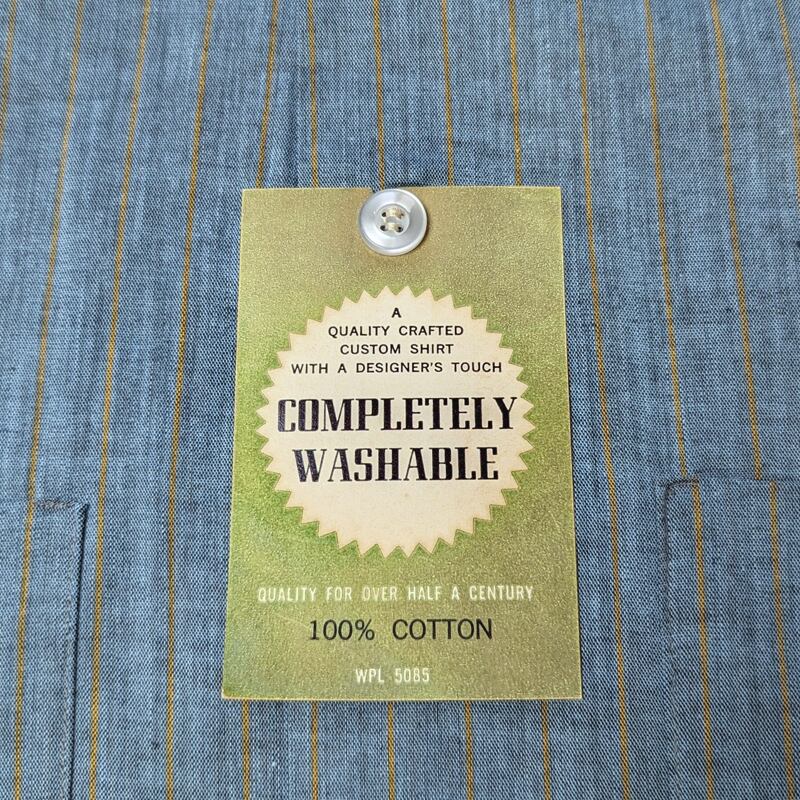 A
QUALITY CRAFTED
CUSTOM SHIRT
WITH A DESIGNER'S TOUCH
COMPLETELY
WASHABLE
QUALITY FOR OVER HALF A CENTURY
100% COTTON
WPL 5085